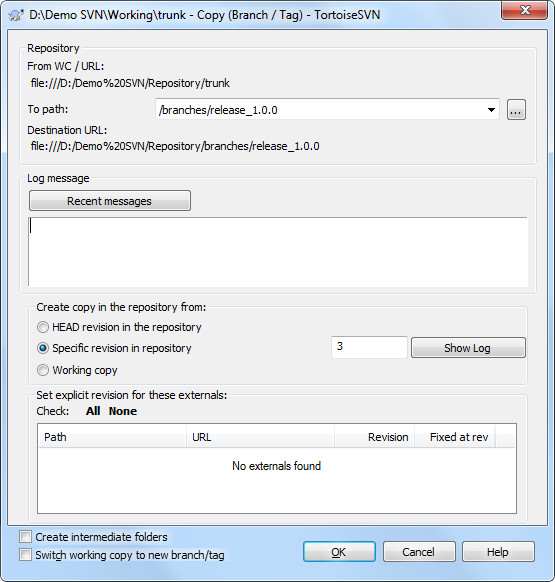 D:\Demo SVN\Working\trunk - Copy (Branch / Tag) - TortoiseSVN
Repository
From WC / URL:
file:///D:/Demo%20SVN/Repository/trunk
To path:
/branches/release_1.0.0
...
Destination URL:
file:///D:/Demo%20SVN/Repository/branches/release_1.0.0
Log message
Recent messages
Create copy in the repository from:
HEAD revision in the repository
Specific revision in repository
3
Show Log
Working copy
Set explicit revision for these externals:
Check: All None
Path URL Revision Fixed at rev
No externals found
Create intermediate folders
Switch working copy to new branch/tag
OK Cancel Help